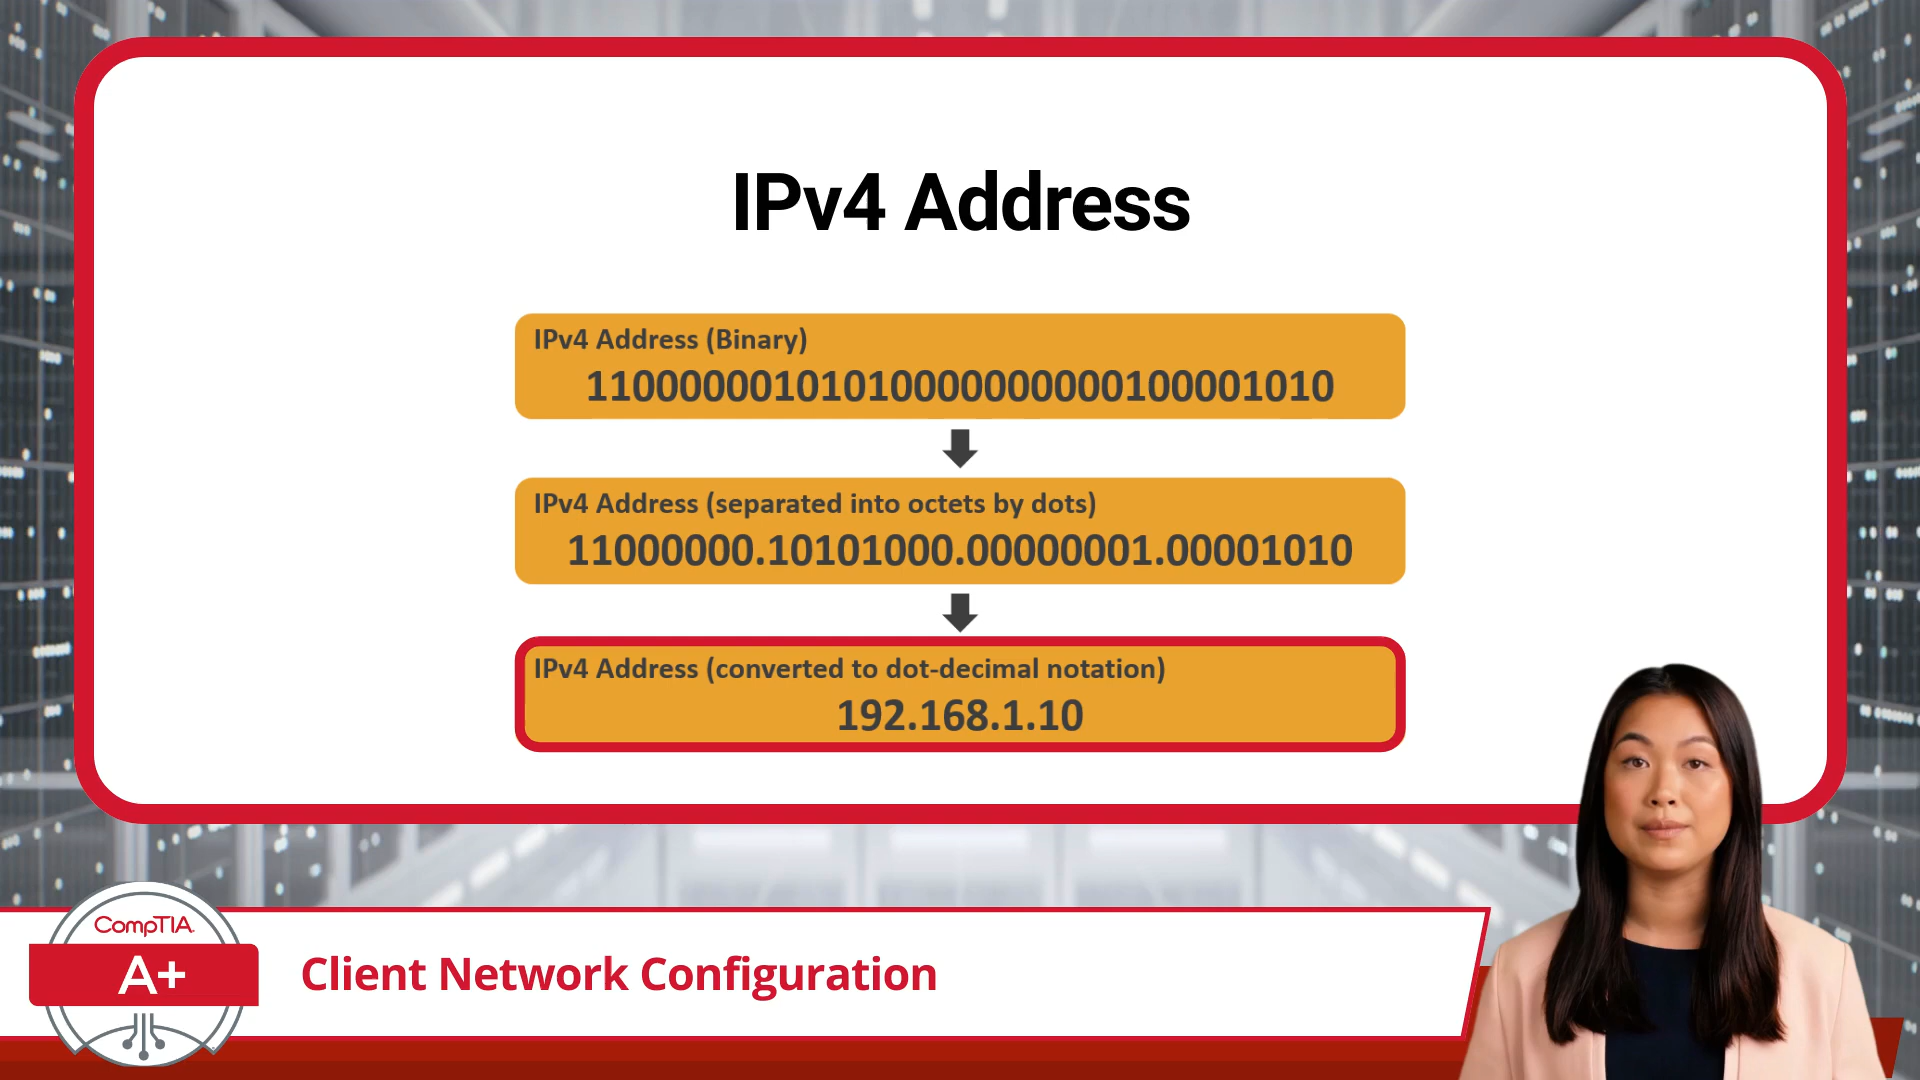 IPv4 Address
IPv4 Address (Binary)
11000000101010000000000100001010
IPv4 Address (separated into octets by dots)
11000000.10101000.00000001.00001010
IPv4 Address (converted to dot-decimal notation)
192.168.1.10
CompTIA.
A+
Client Network Configuration